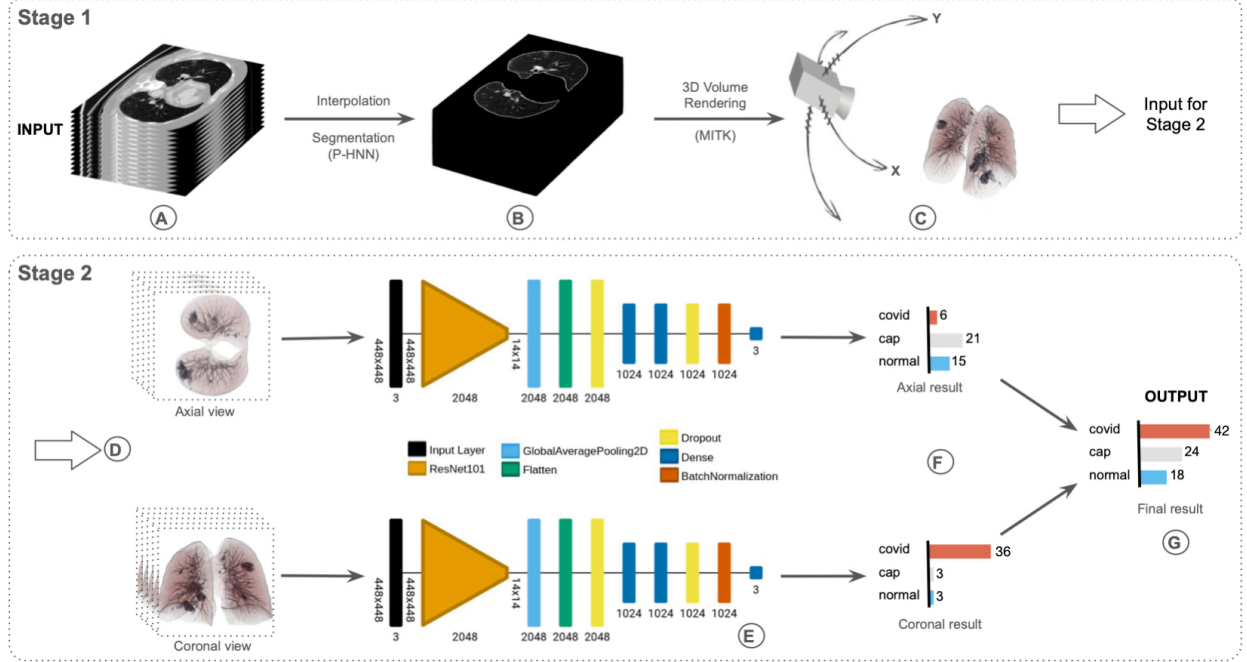 Stage 1
INPUT
A
Interpolation
Segmentation
(P-HNN)
B
3D Volume
Rendering
(MITK)
Y
X
C
Input for
Stage 2
Stage 2
Axial view
D
Coronal view
448x448
448x448
3
2048
14x14
2048
2048
2048
1024
1024
1024
1024
3
Input Layer
ResNet101
GlobalAveragePooling2D
Flatten
Dropout
Dense
BatchNormalization
448x448
448x448
3
2048
14x14
2048
2048
2048
1024
1024
1024
1024
3
E
covid 6
cap 21
normal 15
Axial result
F
covid 36
cap 3
normal 3
Coronal result
OUTPUT
covid 42
cap 24
normal 18
Final result
G